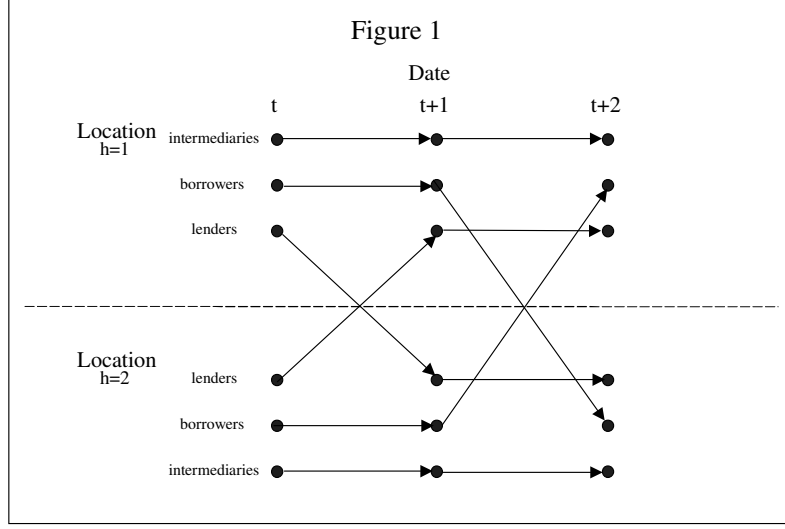 Figure 1
Date
t t+1 t+2
Location
h=1
intermediaries
borrowers
lenders
Location
h=2
lenders
borrowers
intermediaries